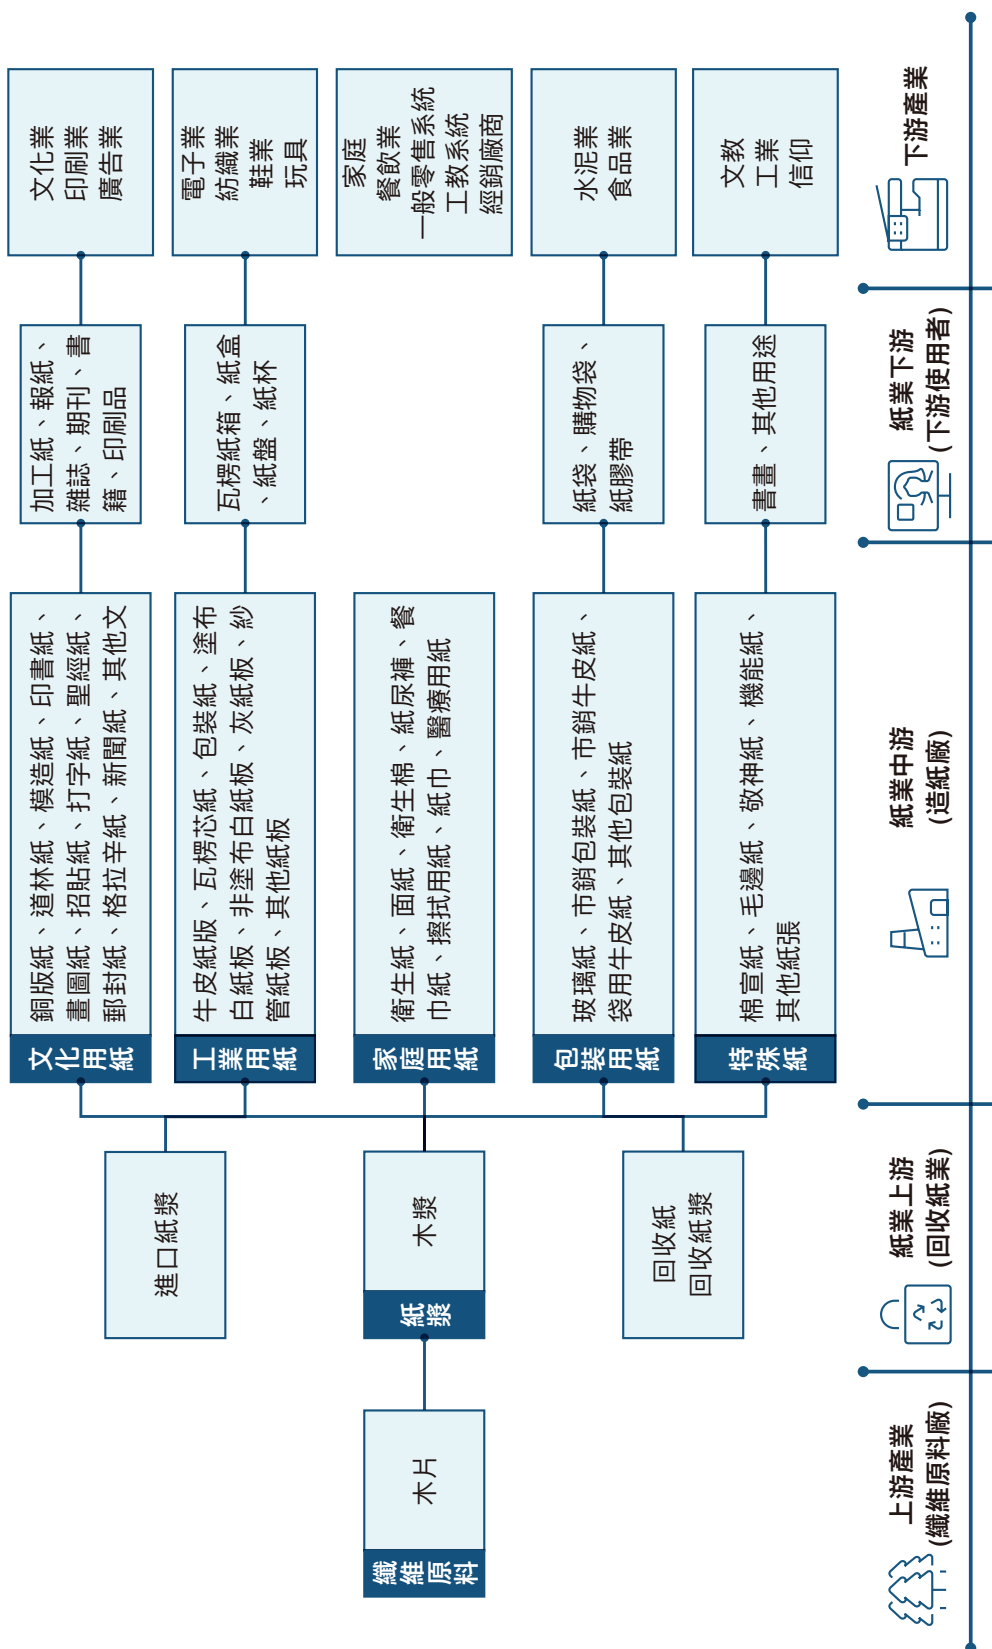 上游產業
(纖維原料廠)
紙業上游
(回收紙業)
紙業中游
(造紙廠)
紙業下游
(下游使用者)
下游產業
纖維原料
木片
進口紙漿
紙漿
木漿
回收紙
回收紙漿
文化用紙
銅版紙、道林紙、模造紙、印書紙、
畫圖紙、招貼紙、打字紙、聖經紙、
郵封紙、格拉辛紙、新聞紙、其他文
加工紙、報紙、
雜誌、期刊、書
籍、印刷品
文化業
印刷業
廣告業
工業用紙
牛皮紙版、瓦楞芯紙、包裝紙、塗布
白紙板、非塗布白紙板、灰紙板、紗
管紙板、其他紙板
瓦楞紙箱、紙盒
、紙盤、紙杯
電子業
紡織業
鞋業
玩具
家庭用紙
衛生紙、面紙、衛生棉、紙尿褲、餐
巾紙、擦拭用紙、紙巾、醫療用紙
家庭
餐飲業
一般零售系統
工教系統
經銷廠商
包裝用紙
玻璃紙、市銷包裝紙、市銷牛皮紙、
袋用牛皮紙、其他包裝紙
紙袋、購物袋、
紙膠帶
水泥業
食品業
特殊紙
棉宣紙、毛邊紙、敬神紙、機能紙、
其他紙張
書畫、其他用途
文教
工業
信仰